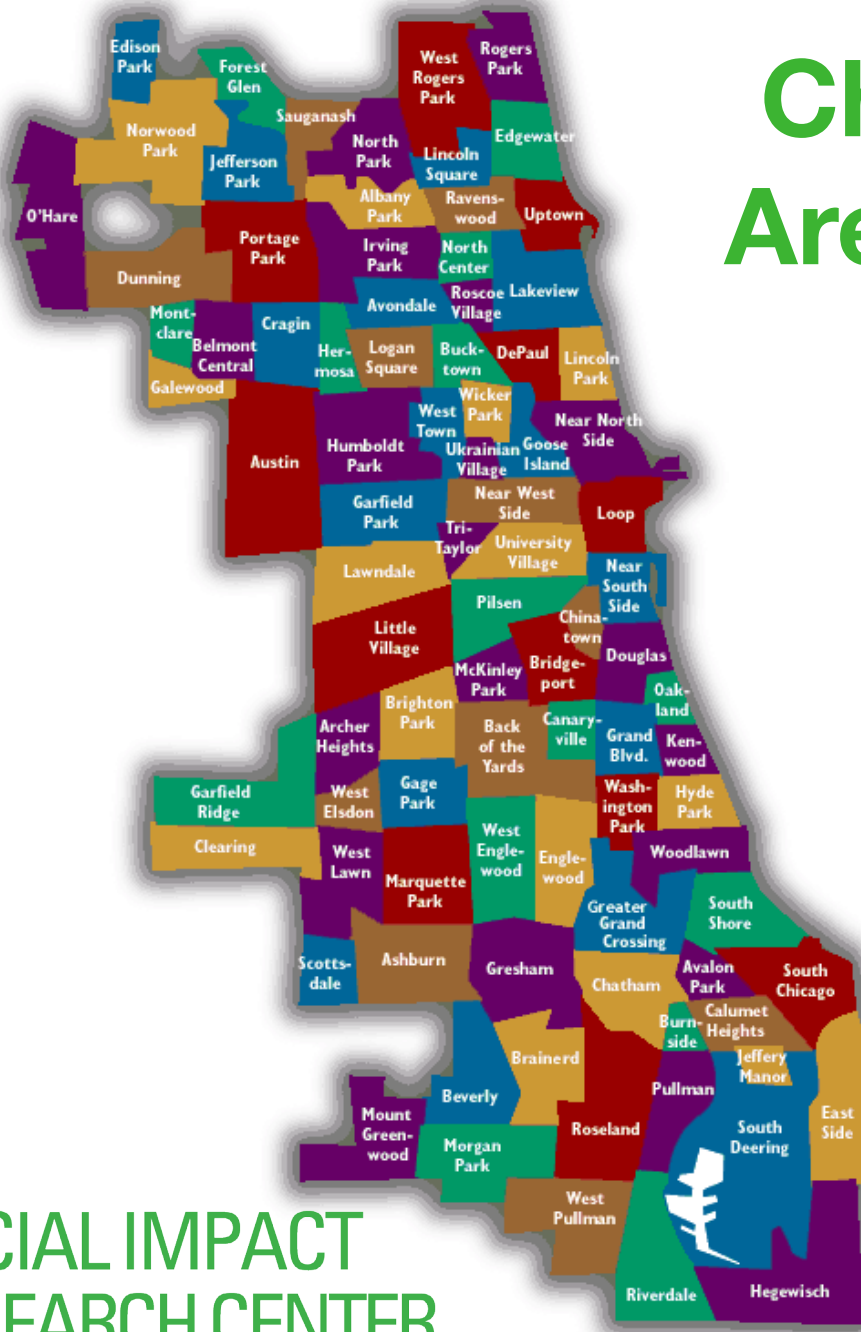 Ch
Are
Edison
Park
Forest
Glen
West
Rogers
Park
Rogers
Park
Norwood
Park
Sauganash
North
Park
Edgewater
Jefferson
Park
Lincoln
Square
O'Hare
Albany
Park
Ravens-
wood
Uptown
Portage
Park
Irving
Park
North
Center
Dunning
Avondale
Roscoe
Village
Lakeview
Mont-
clare
Belmont
Central
Cragin
Her-
mosa
Logan
Square
Buck-
town
DePaul
Lincoln
Park
Galewood
Wicker
Park
West
Town
Near North
Side
Austin
Humboldt
Park
Ukrainian
Village
Goose
Island
Garfield
Park
Near West
Side
Loop
Tri-
Taylor
University
Village
Lawndale
Near
South
Side
Pilsen
China-
town
Little
Village
McKinley
Park
Bridge-
port
Douglas
Oak-
land
Archer
Heights
Brighton
Park
Back
of the
Yards
Canary-
ville
Grand
Blvd.
Ken-
wood
Garfield
Ridge
West
Elsdon
Gage
Park
Wash-
ington
Park
Hyde
Park
Clearing
West
Lawn
Marquette
Park
West
Engle-
wood
Engle-
wood
Woodlawn
Greater
Grand
Crossing
South
Shore
Scotts-
dale
Ashburn
Gresham
Chatham
Avalon
Park
South
Chicago
Burn-
side
Calumet
Heights
Brainerd
Jeffery
Manor
Beverly
Pullman
Mount
Green-
wood
Morgan
Park
Roseland
South
Deering
East
Side
West
Pullman
Riverdale
Hegewisch
CIAL IMPACT
EARCH CENTER